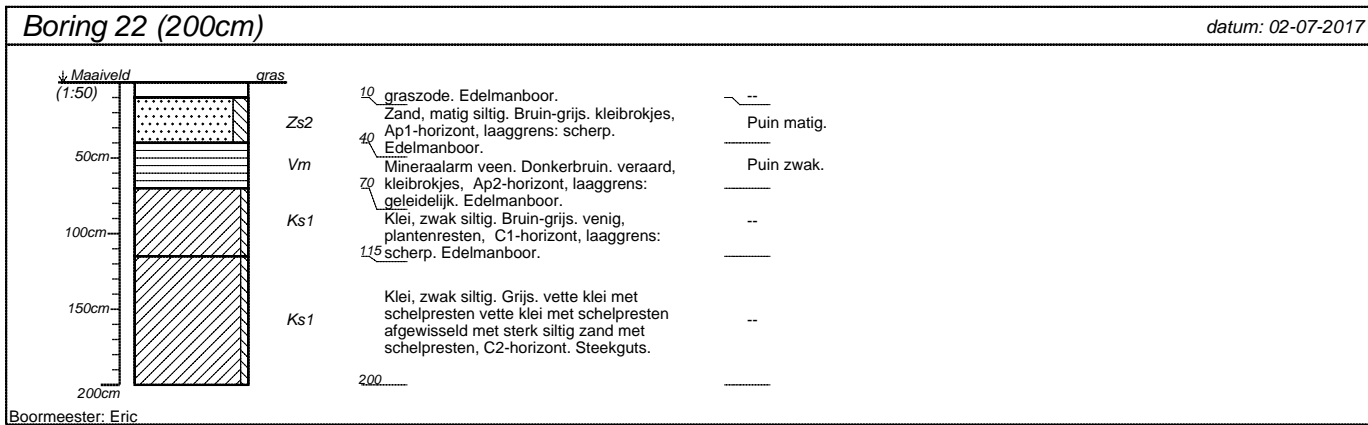 Boring 22 (200cm)
datum: 02-07-2017
Maaiveld
gras
(1:50)
10 graszode. Edelmanboor.
--
Zs2
Zand, matig siltig. Bruin-grijs. kleibrokjes,
Ap1-horizont, laaggrens: scherp.
Edelmanboor.
Puin matig.
40
50cm
Vm
Mineraalarm veen. Donkerbruin. veraard,
kleibrokjes, Ap2-horizont, laaggrens:
geleidelijk. Edelmanboor.
Puin zwak.
70
100cm
Ks1
Klei, zwak siltig. Bruin-grijs. venig,
plantenresten, C1-horizont, laaggrens:
scherp. Edelmanboor.
--
115
150cm
Ks1
Klei, zwak siltig. Grijs. vette klei met
schelpresten vette klei met schelpresten
afgewisseld met sterk siltig zand met
schelpresten, C2-horizont. Steekguts.
--
200
200cm
Boormeester: Eric